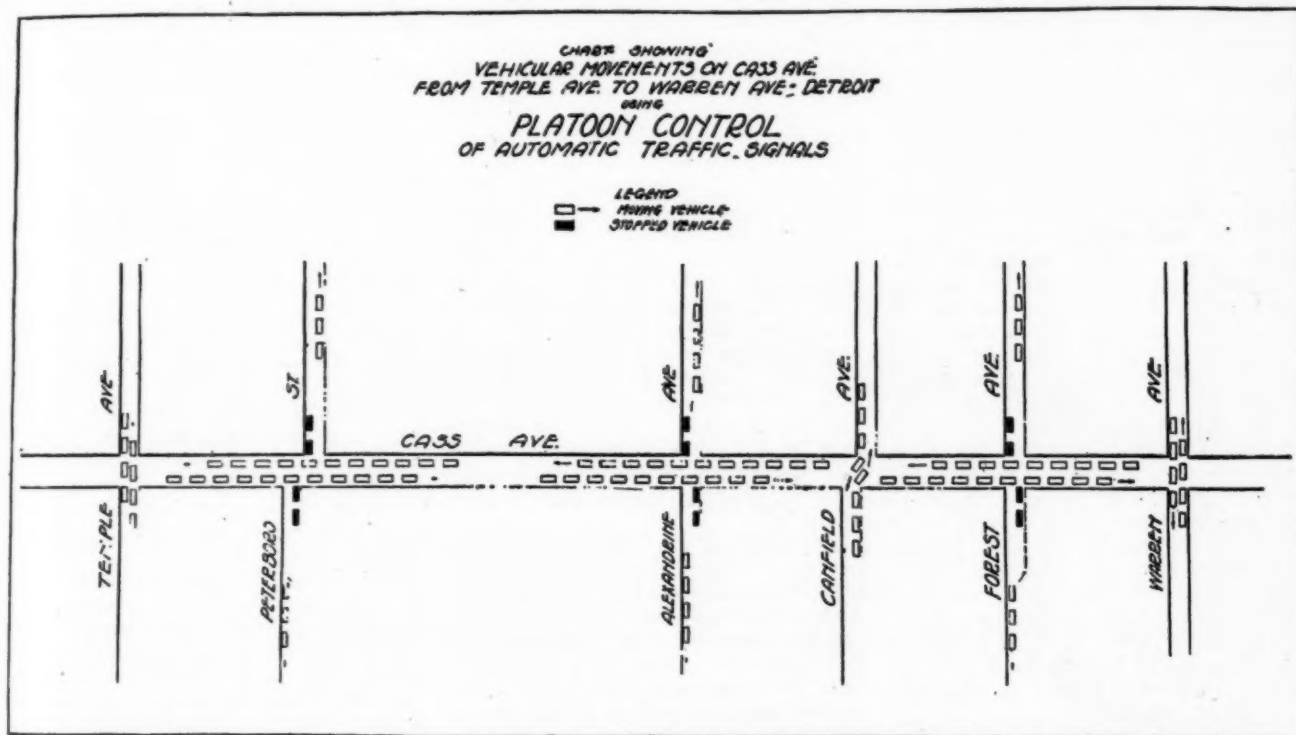 CHART SHOWING
VEHICULAR MOVEMENTS ON CASS AVE.
FROM TEMPLE AVE. TO WARREN AVE.- DETROIT
USING
PLATOON CONTROL
OF AUTOMATIC TRAFFIC SIGNALS
LEGEND
MOVING VEHICLE
STOPPED VEHICLE
AVE.
ST.
AVE
AVE.
AVE.
AVE.
CASS AVE.
TEMPLE
PETERBORO
ALEXANDRINE
CANFIELD
FOREST
WARREN